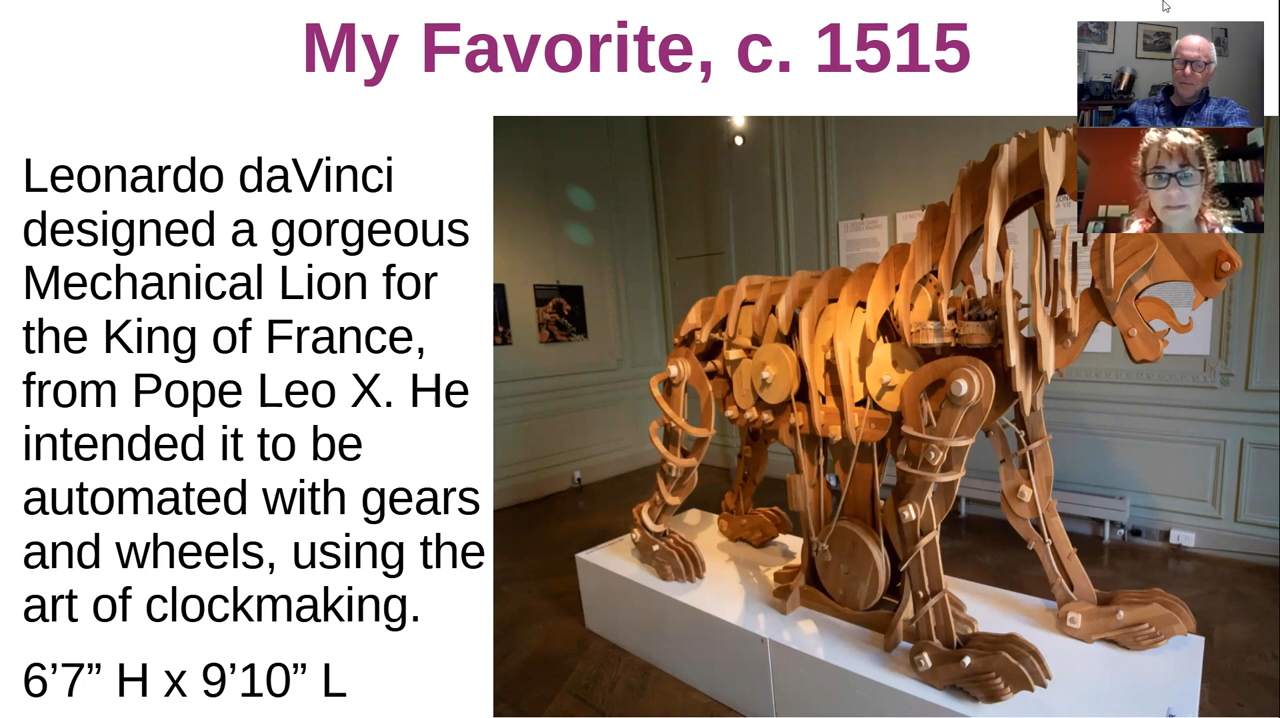 My Favorite, c. 1515
Leonardo daVinci
designed a gorgeous
Mechanical Lion for
the King of France,
from Pope Leo X. He
intended it to be
automated with gears
and wheels, using the
art of clockmaking.
6’7” H x 9’10” L